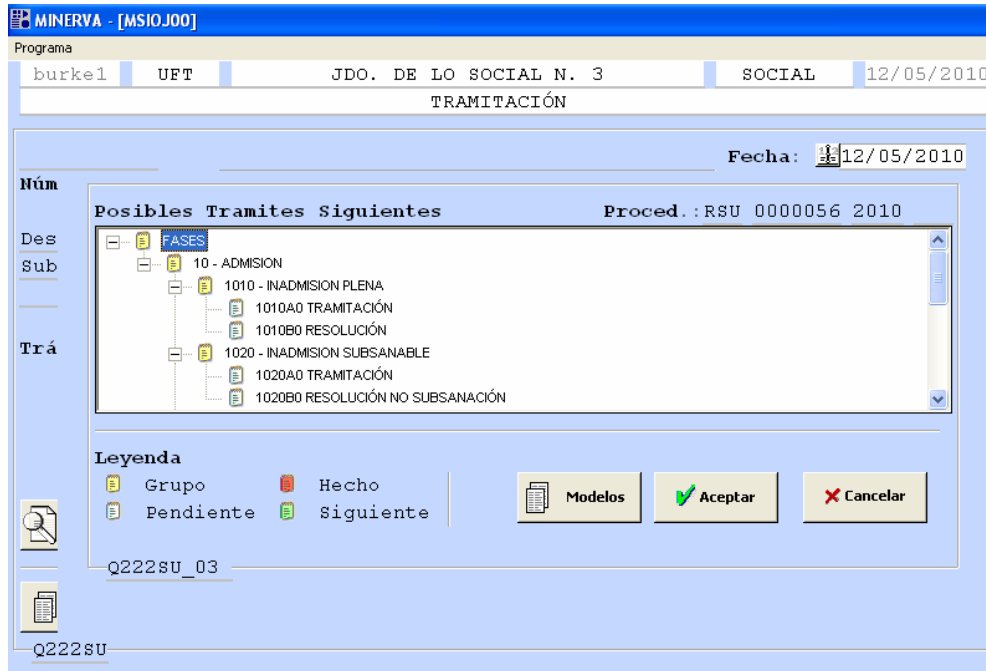 MINERVA - [MSIOJ00]
Programa
burke1 UFT JDO. DE LO SOCIAL N. 3 SOCIAL 12/05/2010
TRAMITACIÓN
Fecha: 12/05/2010
Núm
Posibles Tramites Siguientes Proced.: RSU 0000056 2010
Des
FASES
Sub
10 - ADMISION
1010 - INADMISION PLENA
1010A0 TRAMITACIÓN
1010B0 RESOLUCIÓN
Trá
1020 - INADMISION SUBSANABLE
1020A0 TRAMITACIÓN
1020B0 RESOLUCIÓN NO SUBSANACIÓN
Leyenda
Grupo Hecho
Pendiente Siguiente
Modelos Aceptar Cancelar
Q222SU_03
Q222SU